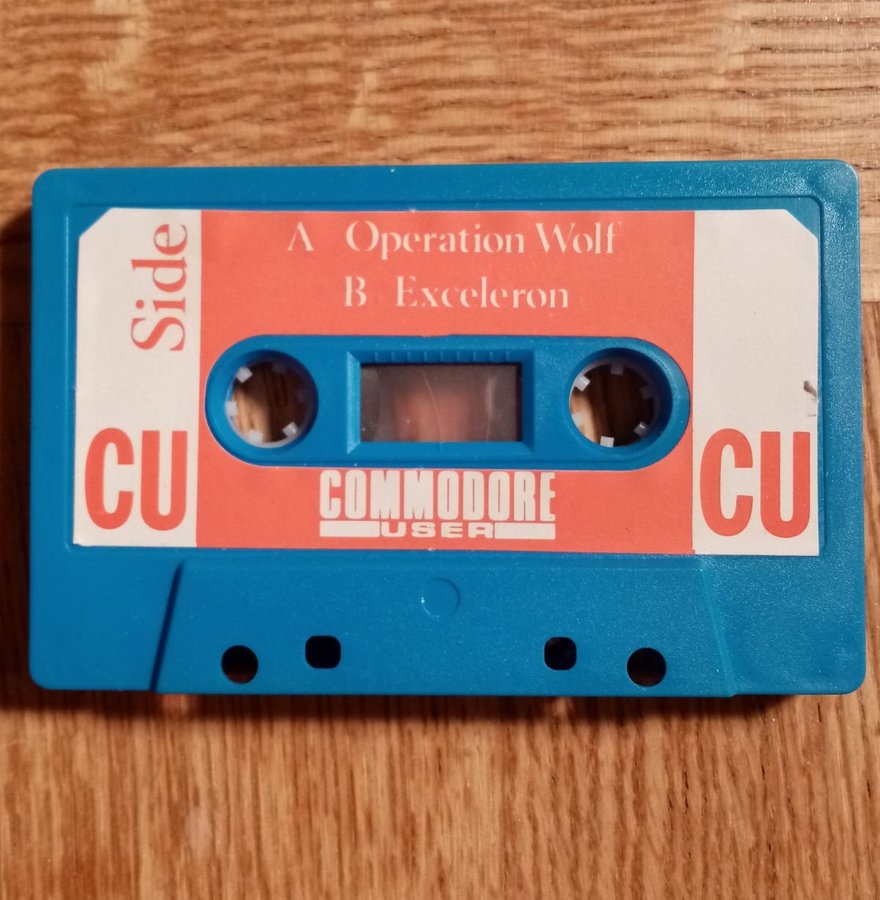 Side
A Operation Wolf
B Exceleron
CU
CU
COMMODORE
USER